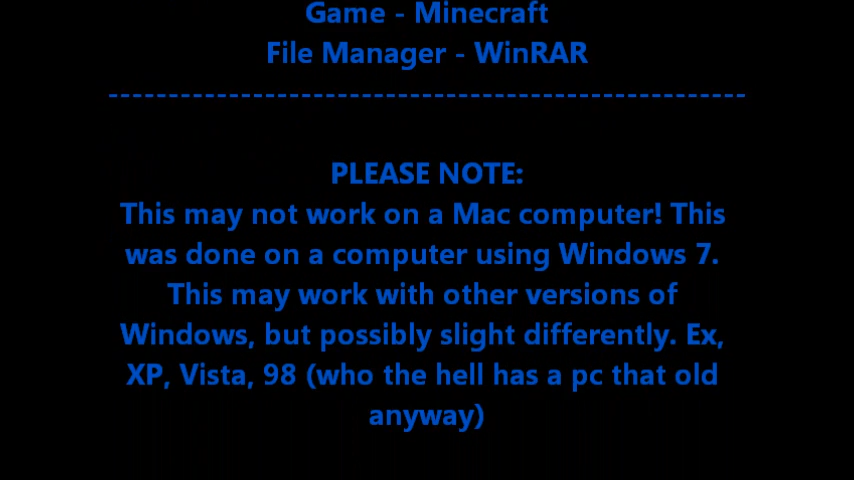 Game - Minecraft
File Manager - WinRAR
-----------------------------------------------------
PLEASE NOTE:
This may not work on a Mac computer! This
was done on a computer using Windows 7.
This may work with other versions of
Windows, but possibly slight differently. Ex,
XP, Vista, 98 (who the hell has a pc that old
anyway)